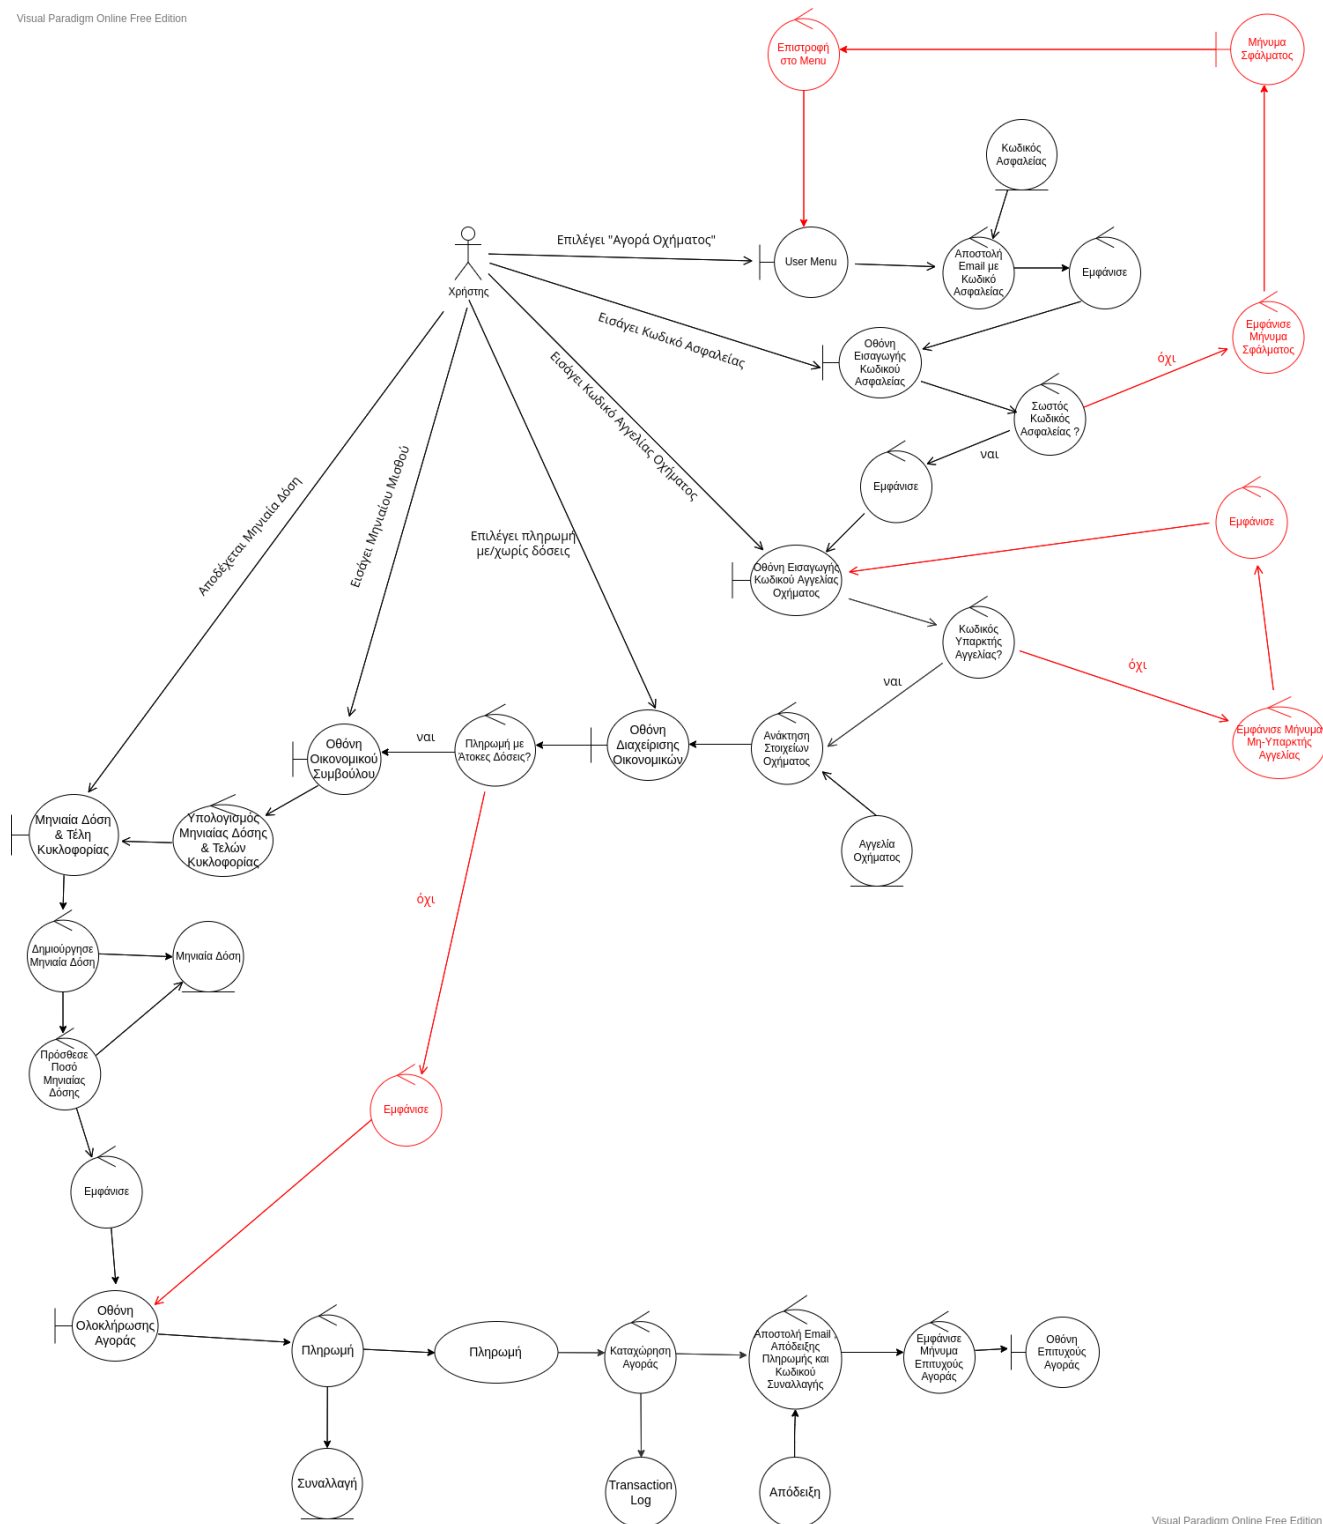 Visual Paradigm Online Free Edition
Επιστροφή
στο Menu
Μήνυμα
Σφάλματος
Κωδικός
Ασφαλείας
Χρήστης
Επιλέγει "Αγορά Οχήματος"
User Menu
Αποστολή
Email με
Κωδικό
Ασφαλείας
Εμφάνισε
Εισάγει Κωδικό Ασφαλείας
Οθόνη
Εισαγωγής
Κωδικού
Ασφαλείας
Εμφάνισε
Μήνυμα
Σφάλματος
όχι
Σωστός
Κωδικός
Ασφαλείας ?
ναι
Εμφάνισε
Εισάγει Κωδικό Αγγελίας Οχήματος
Εμφάνισε
Οθόνη Εισαγωγής
Κωδικού Αγγελίας
Οχήματος
Κωδικός
Υπαρκτής
Αγγελίας?
όχι
ναι
Εμφάνισε Μήνυμα
Μη-Υπαρκτής
Αγγελίας
Ανάκτηση
Στοιχείων
Οχήματος
Αγγελία
Οχήματος
Επιλέγει πληρωμή
με/χωρίς δόσεις
Οθόνη
Διαχείρισης
Οικονομικών
Πληρωμή με
Άτοκες Δόσεις?
ναι
όχι
Εισάγει Μηνιαίου Μισθού
Οθόνη
Οικονομικού
Συμβούλου
Υπολογισμός
Μηνιαίας Δόσης
& Τελών
Κυκλοφορίας
Αποδέχεται Μηνιαία Δόση
Μηνιαία Δόση
& Τέλη
Κυκλοφορίας
Δημιούργησε
Μηνιαία Δόση
Μηνιαία Δόση
Πρόσθεσε
Ποσό
Μηνιαίας
Δόσης
Εμφάνισε
Εμφάνισε
Οθόνη
Ολοκλήρωσης
Αγοράς
Πληρωμή
Πληρωμή
Καταχώρηση
Αγοράς
Αποστολή Email ,
Απόδειξης
Πληρωμής και
Κωδικού
Συναλλαγής
Εμφάνισε
Μήνυμα
Επιτυχούς
Αγοράς
Οθόνη
Επιτυχούς
Αγοράς
Συναλλαγή
Transaction
Log
Απόδειξη
Visual Paradigm Online Free Edition